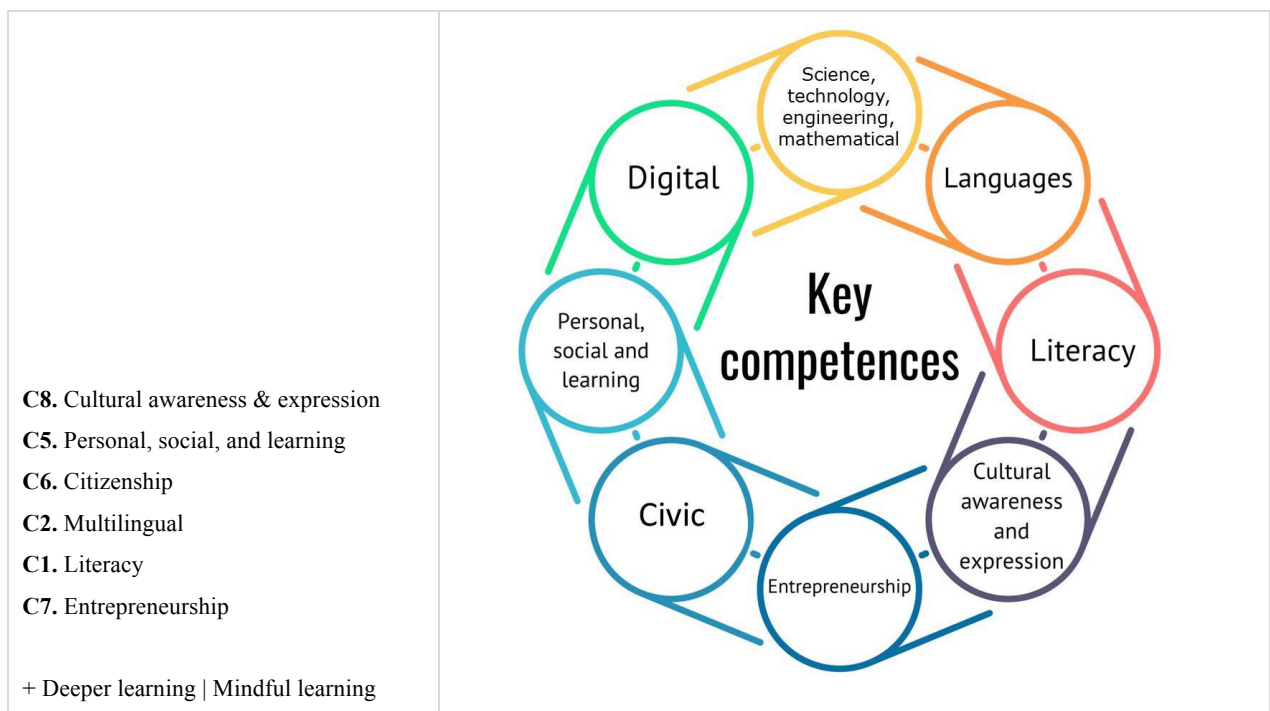 C8. Cultural awareness & expression
C5. Personal, social, and learning
C6. Citizenship
C2. Multilingual
C1. Literacy
C7. Entrepreneurship
+ Deeper learning | Mindful learning
Science,
technology,
engineering,
mathematical
Digital
Languages
Key
competences
Personal,
social and
learning
Literacy
Civic
Cultural
awareness
and
expression
Entrepreneurship